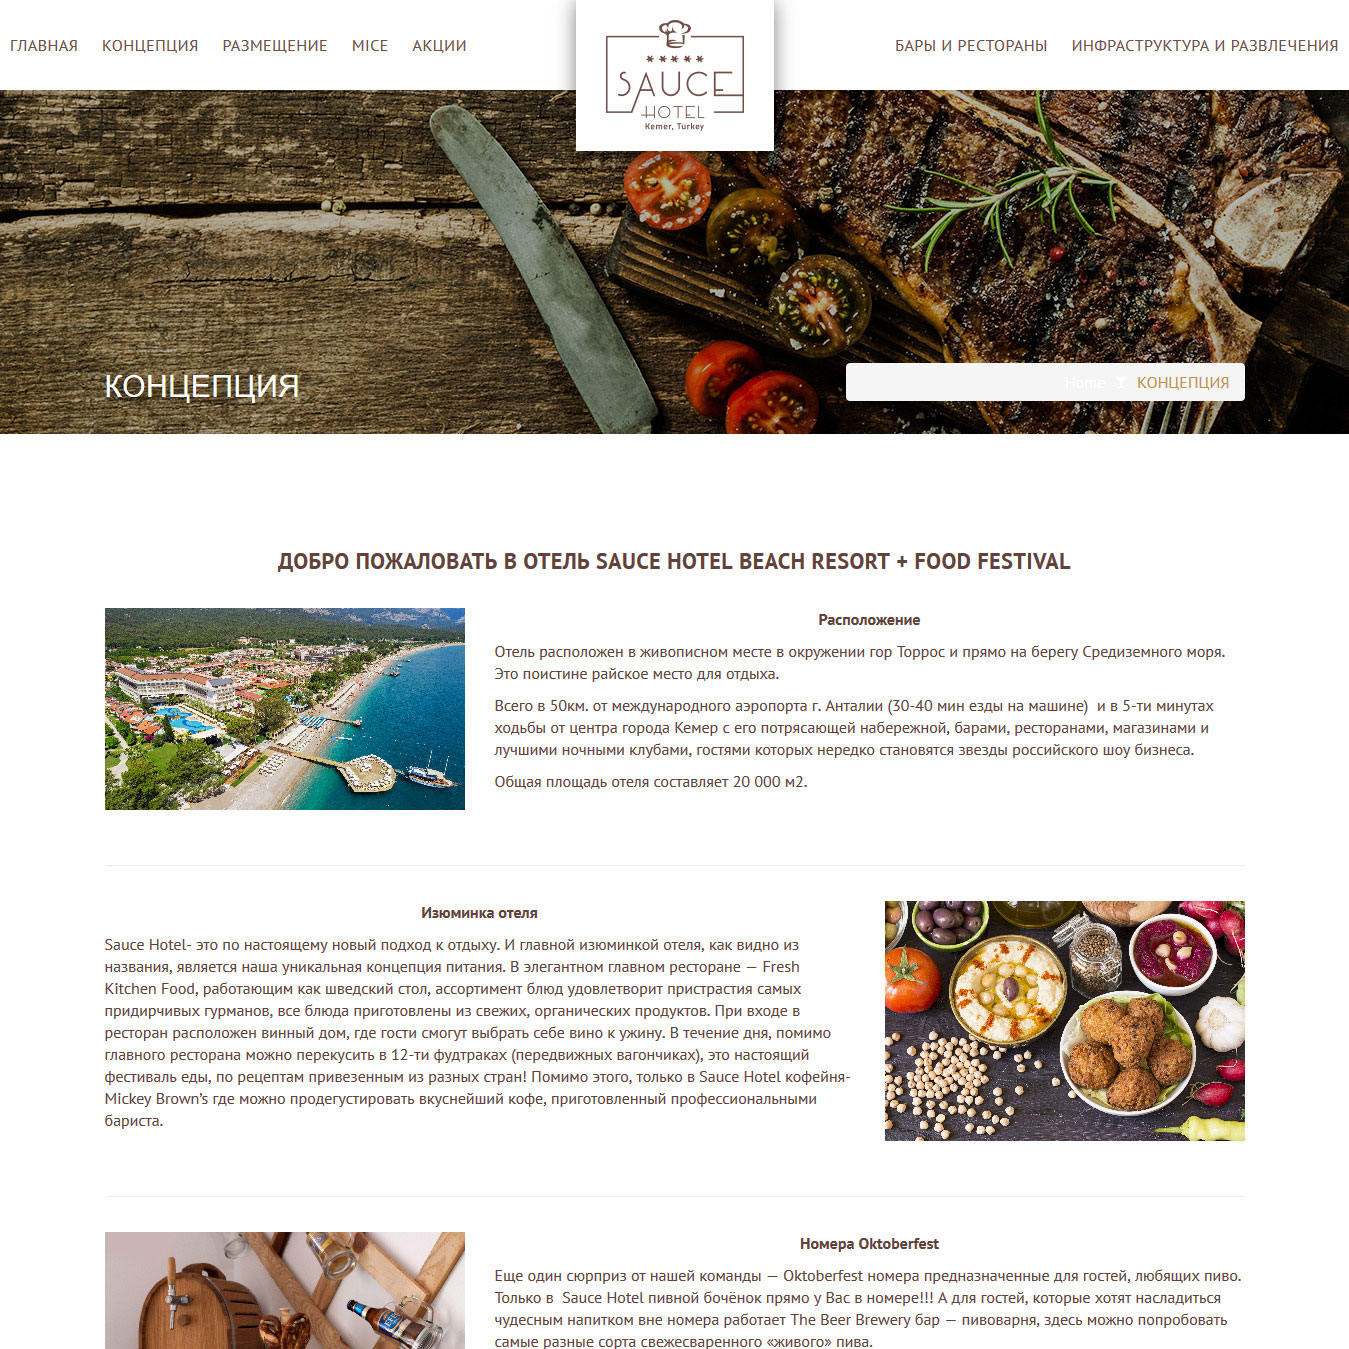 ГЛАВНАЯ КОНЦЕПЦИЯ РАЗМЕЩЕНИЕ MICE АКЦИИ
SAUCE
HOTEL
Kemer, Turkey
БАРЫ И РЕСТОРАНЫ ИНФРАСТРУКТУРА И РАЗВЛЕЧЕНИЯ
КОНЦЕПЦИЯ
Home КОНЦЕПЦИЯ
ДОБРО ПОЖАЛОВАТЬ В ОТЕЛЬ SAUCE HOTEL BEACH RESORT + FOOD FESTIVAL
Расположение
Отель расположен в живописном месте в окружении гор Торрос и прямо на берегу Средиземного моря.
Это поистине райское место для отдыха.
Всего в 50км. от международного аэропорта г. Анталии (30-40 мин езды на машине)  и в 5-ти минутах
ходьбы от центра города Кемер с его потрясающей набережной, барами, ресторанами, магазинами и
лучшими ночными клубами, гостями которых нередко становятся звезды российского шоу бизнеса.
Общая площадь отеля составляет 20 000 м2.
Изюминка отеля
Sauce Hotel- это по настоящему новый подход к отдыху. И главной изюминкой отеля, как видно из
названия, является наша уникальная концепция питания. В элегантном главном ресторане — Fresh
Kitchen Food, работающим как шведский стол, ассортимент блюд удовлетворит пристрастия самых
придирчивых гурманов, все блюда приготовлены из свежих, органических продуктов. При входе в
ресторан расположен винный дом, где гости смогут выбрать себе вино к ужину. В течение дня, помимо
главного ресторана можно перекусить в 12-ти фудтраках (передвижных вагончиках), это настоящий
фестиваль еды, по рецептам привезенным из разных стран! Помимо этого, только в Sauce Hotel кофейня-
Mickey Brown’s где можно продегустировать вкуснейший кофе, приготовленный профессиональными
бариста.
Номера Oktoberfest
Еще один сюрприз от нашей команды — Oktoberfest номера предназначенные для гостей, любящих пиво.
Только в  Sauce Hotel пивной бочёнок прямо у Вас в номере!!! А для гостей, которые хотят насладиться
чудесным напитком вне номера работает The Beer Brewery бар — пивоварня, здесь можно попробовать
самые разные сорта свежесваренного «живого» пива.